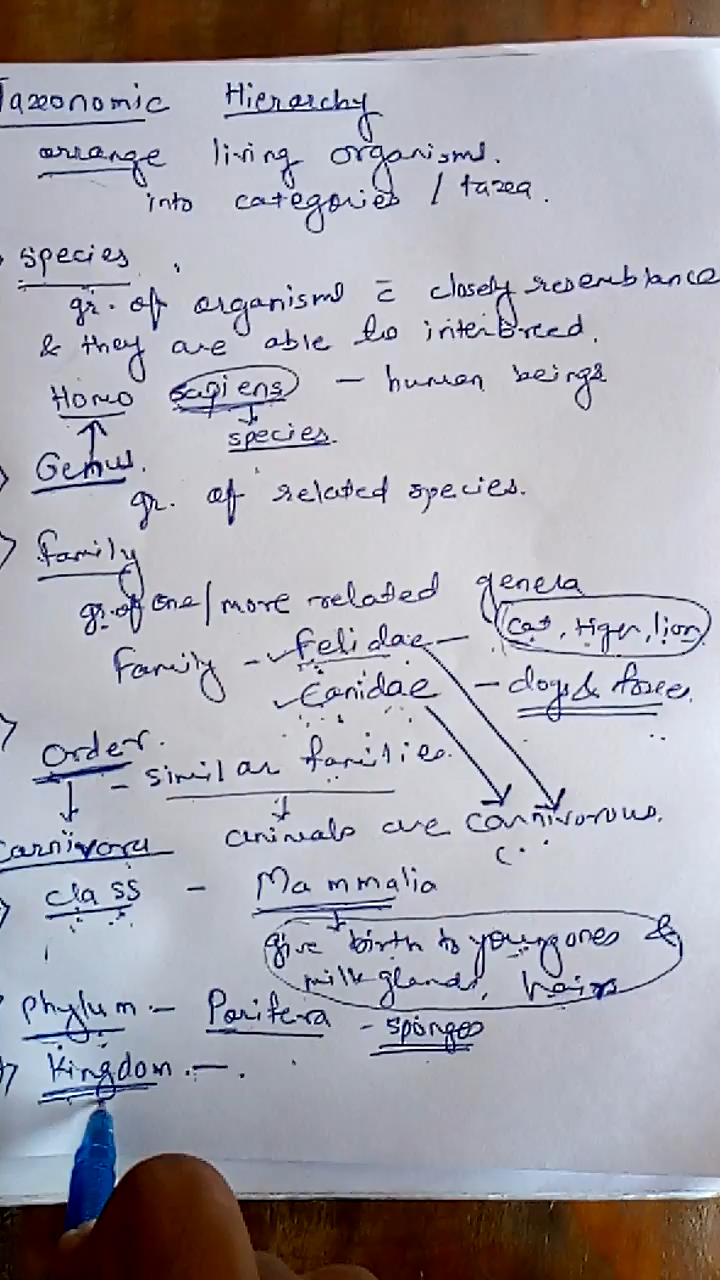 Taxonomic Hierarchy
arrange living organisms.
into categories / taxa.
Species
gr. of organisms c̄ closely resemblance
& they are able to interbreed.
Homo sapiens – human beings
species.
Genus.
gr. of related species.
family
gr. of one/more related genera
Family - Felidae – cat, tiger, lion
Canidae – dogs & foxes.
Order.
– similar families.
Carnivora animals are carnivorous.
class – Mammalia
give birth to young ones &
milk glands, hairs
Phylum – Porifera – sponges
Kingdom. –.